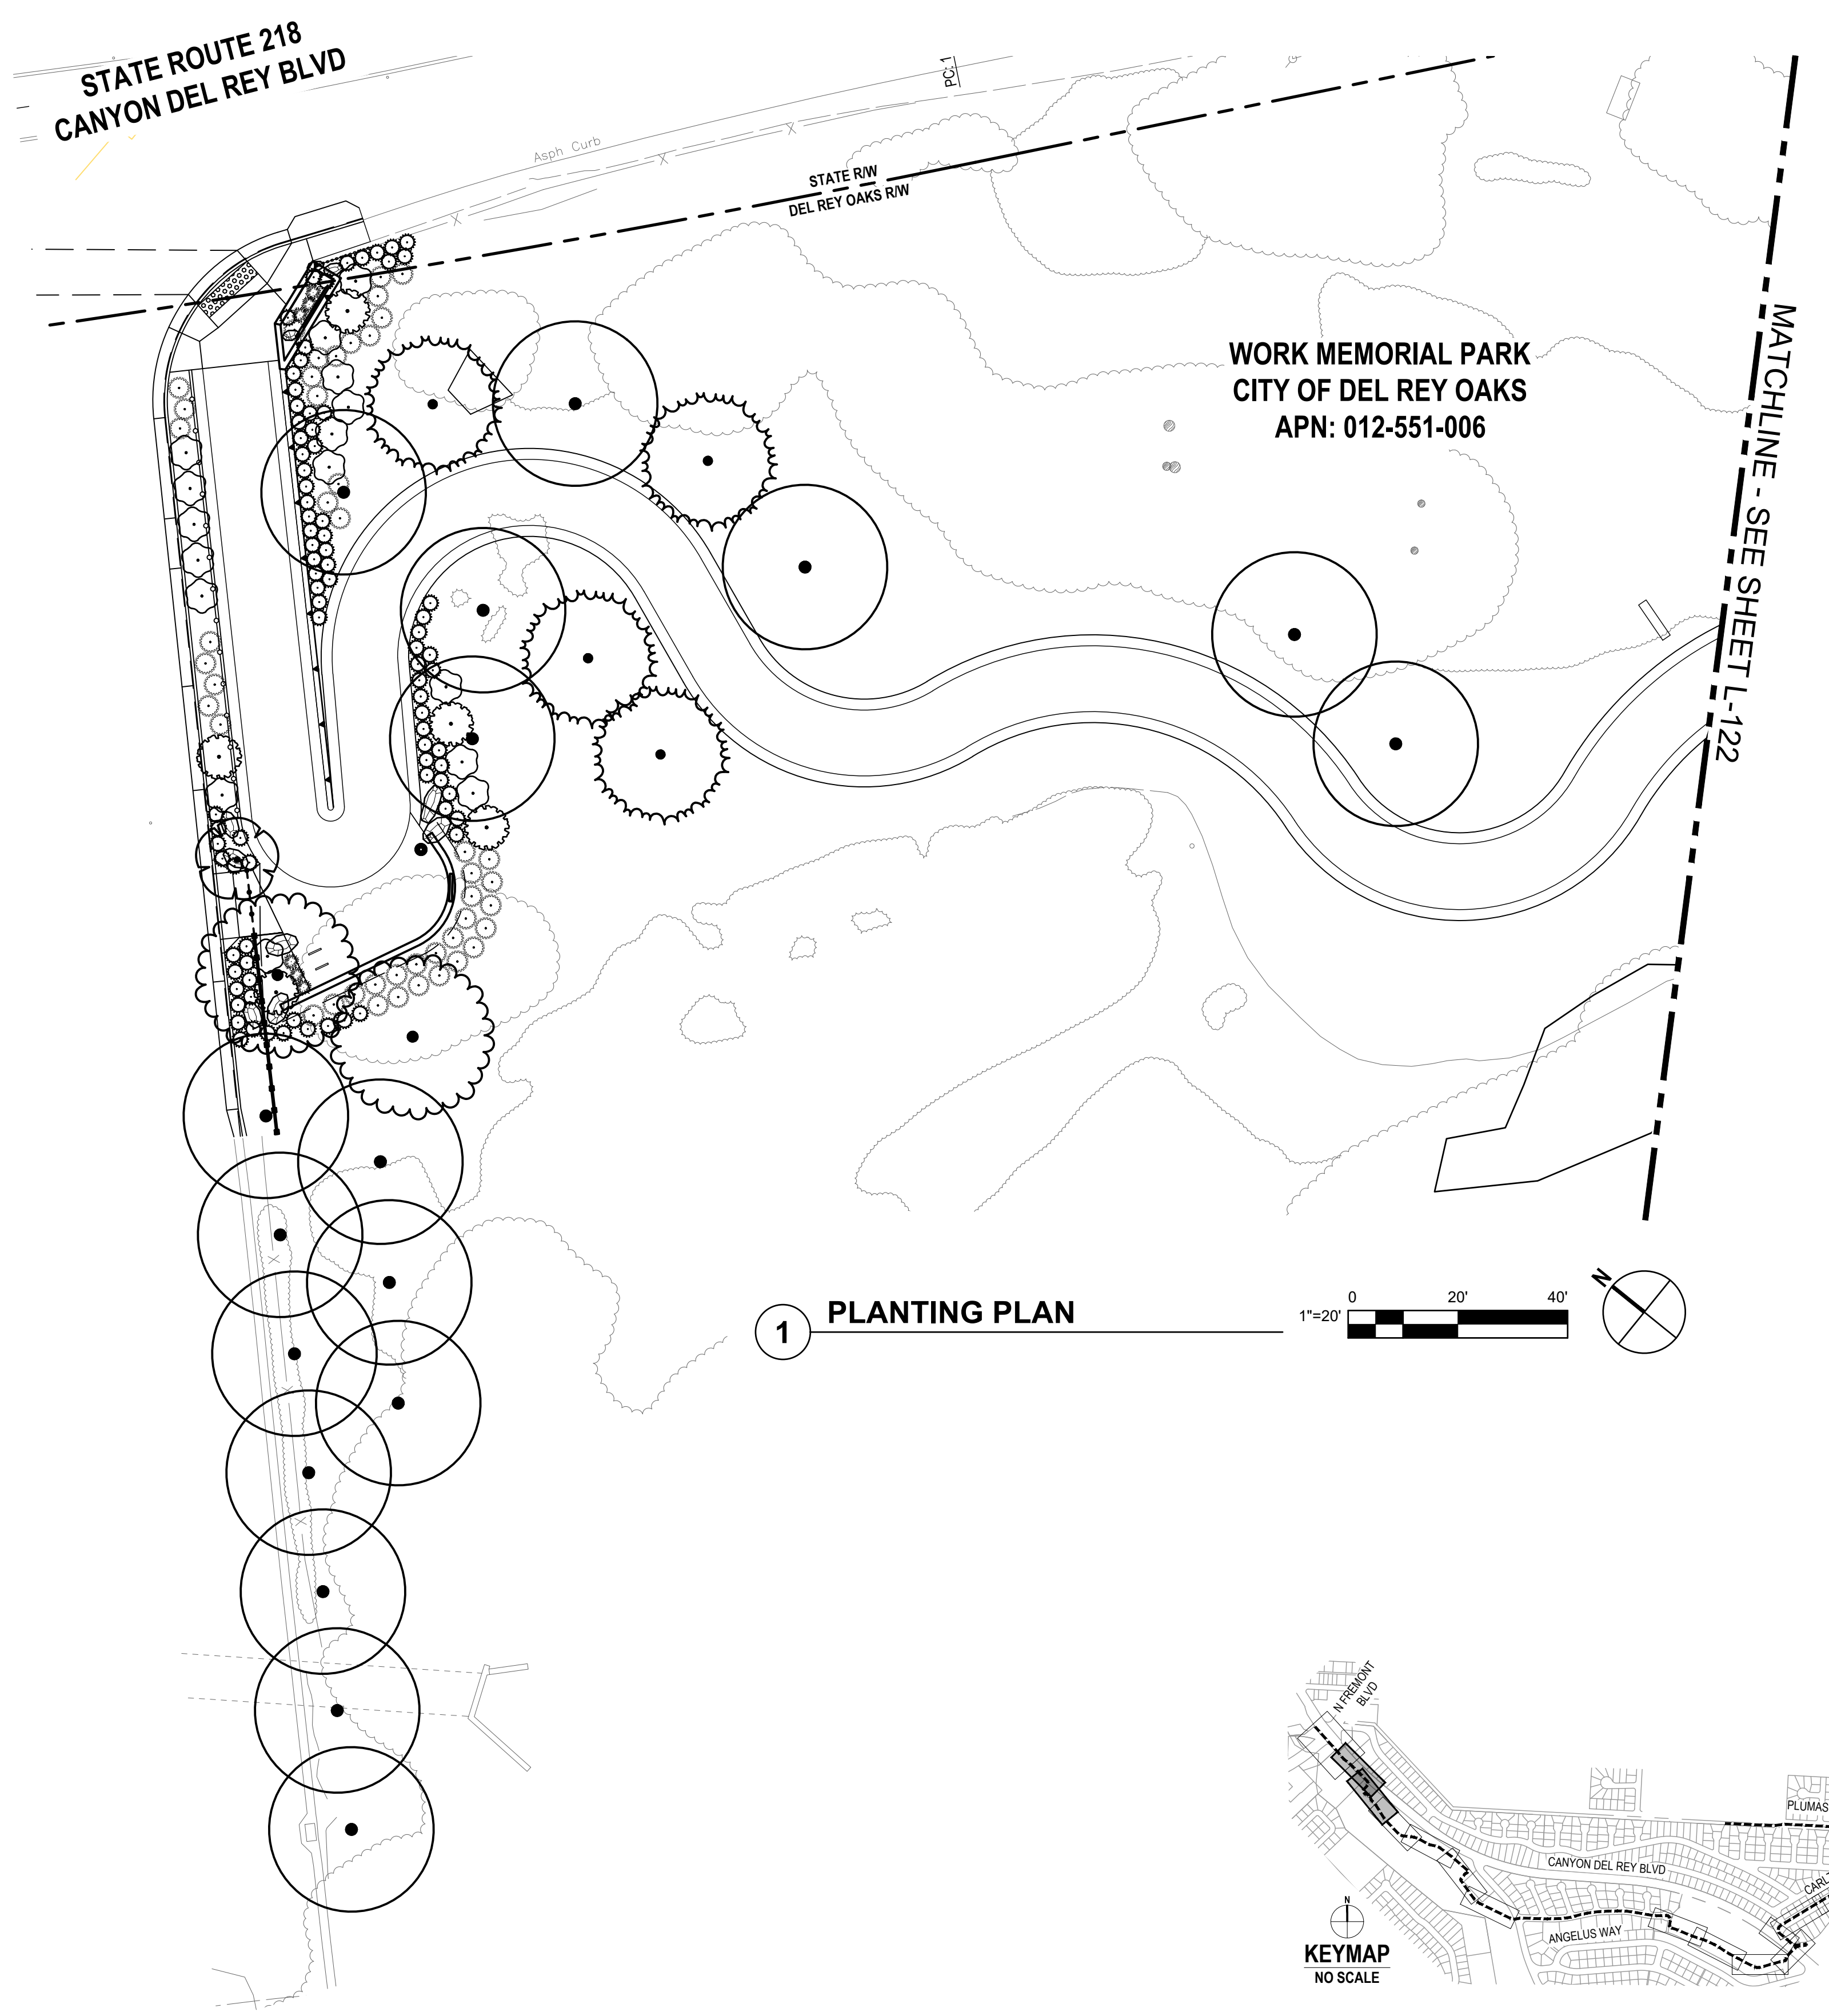 STATE ROUTE 218
CANYON DEL REY BLVD
PC: 1
Asph Curb
X
X
X
STATE R/W
DEL REY OAKS R/W
WORK MEMORIAL PARK
CITY OF DEL REY OAKS
APN: 012-551-006
MATCHLINE - SEE SHEET L-122
X
X
X
1
PLANTING PLAN
1"=20'
0 20' 40'
N
N FREMONT
BLVD
PLUMAS
CANYON DEL REY BLVD
CARL
ANGELUS WAY
N
KEYMAP
NO SCALE